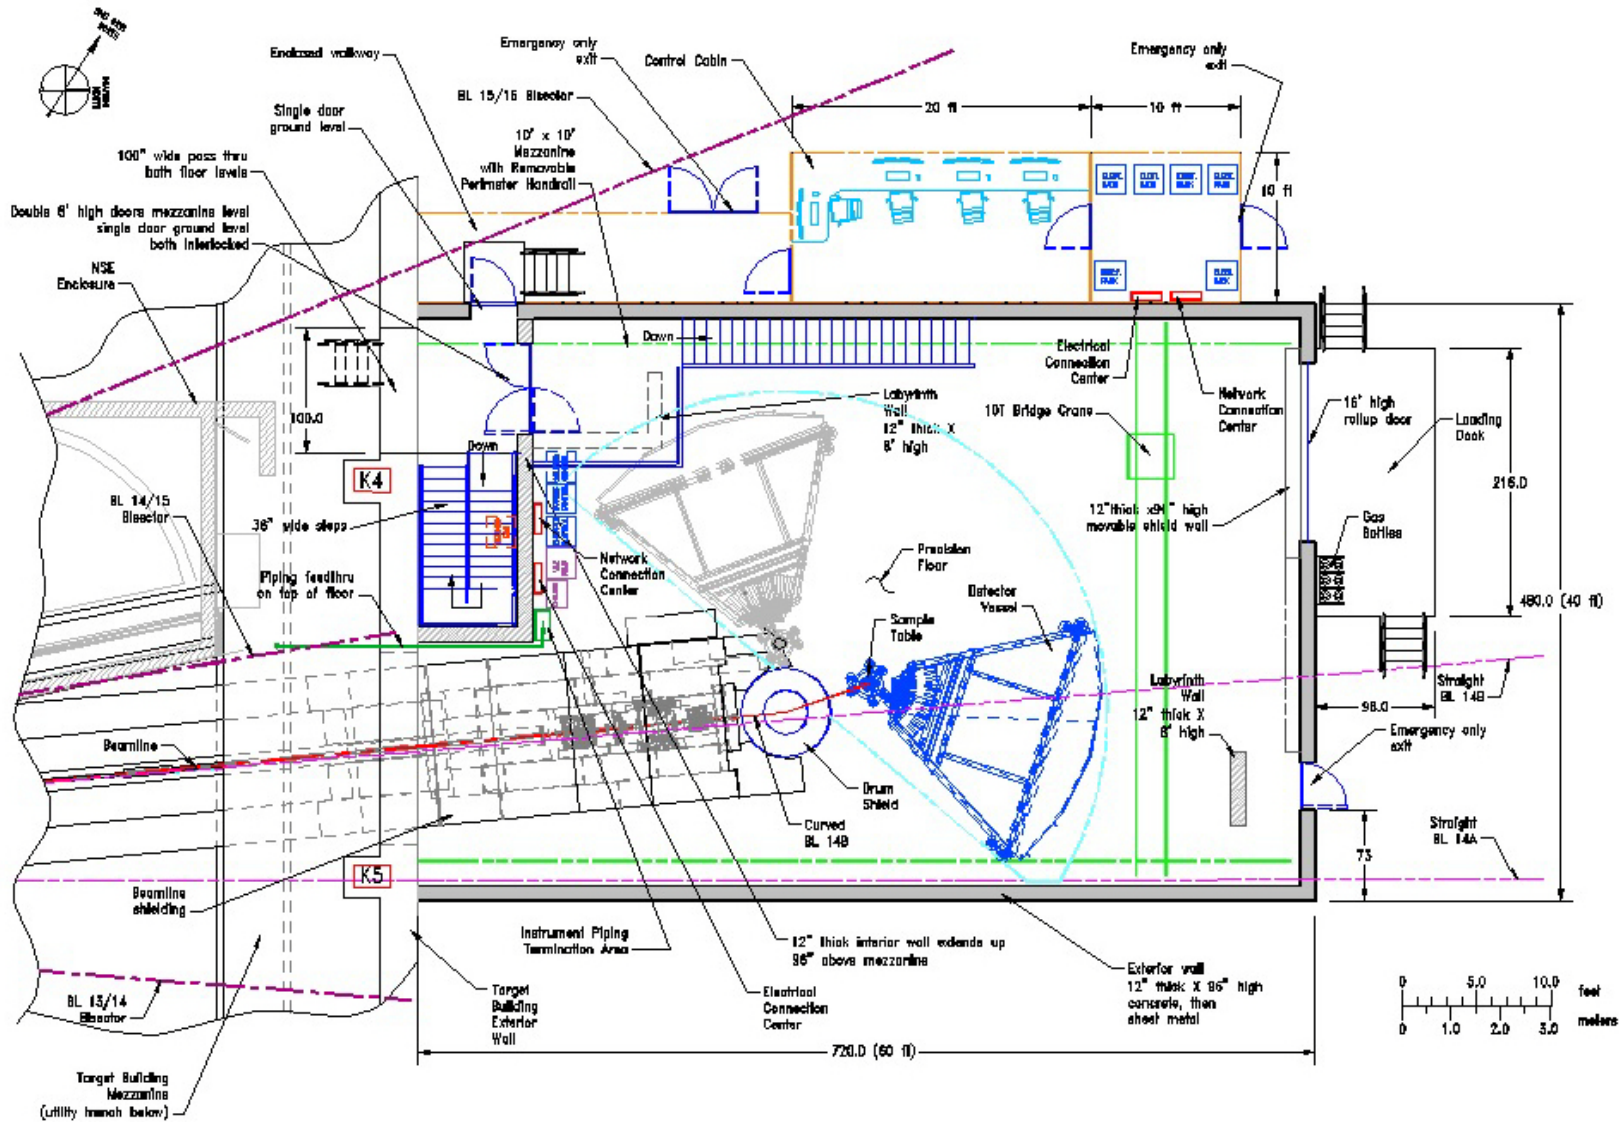 Enclosed walkway
Emergency only
exit
Control Cabin
Emergency only
exit
BL 15/16 Bisector
Single door
ground level
20 ft
10 ft
10' x 10'
Mezzanine
with Removable
Perimeter Handrail
100" wide pass thru
both floor levels
10 ft
Double 6' high doors mezzanine level
single door ground level
both interlocked
NSE
Enclosure
Down
Electrical
Connection
Center
100.0
Labyrinth
Wall
12" thick X
8' high
10T Bridge Crane
Network
Connection
Center
16' high
rollup door
Loading
Dock
Down
K4
BL 14/15
Bisector
36" wide steps
216.0
12" thick x96" high
movable shield wall
Gas
Bottles
Network
Connection
Center
Precision
Floor
Piping feedthru
on top of floor
Detector
Vessel
480.0 (40 ft)
Sample
Table
Labyrinth
Wall
12" thick X
8' high
Straight
BL 14B
96.0
Beamline
Emergency only
exit
Drum
Shield
Curved
BL 14B
Straight
BL 14A
73
K5
Beamline
shielding
Instrument Piping
Termination Area
12" thick interior wall extends up
96" above mezzanine
Exterior wall
12" thick X 96" high
concrete, then
sheet metal
BL 13/14
Bisector
Target
Building
Exterior
Wall
Electrical
Connection
Center
0 5.0 10.0 feet
0 1.0 2.0 3.0 meters
720.0 (60 ft)
Target Building
Mezzanine
(utility trench below)